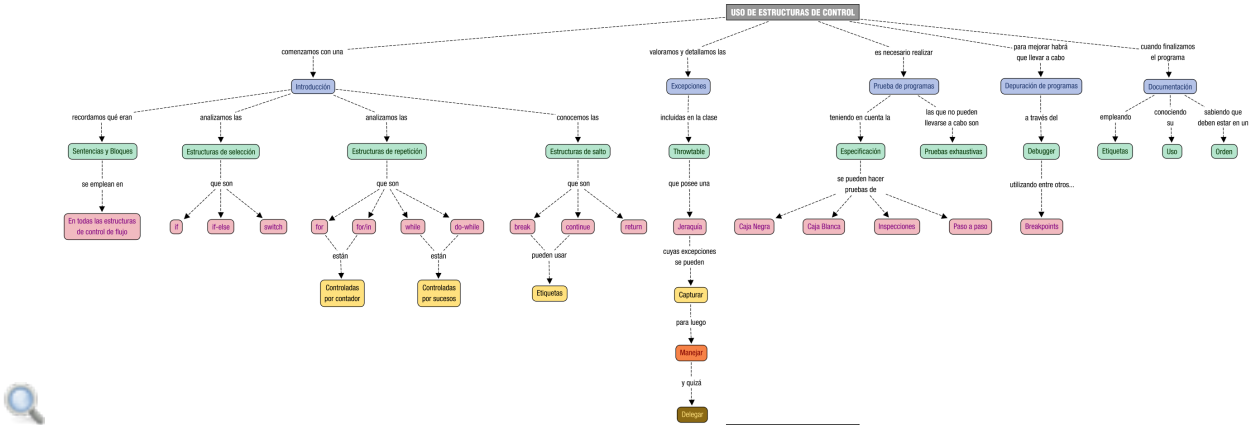 USO DE ESTRUCTURAS DE CONTROL
comenzamos con una
valoramos y detallamos las
es necesario realizar
para mejorar habrá
que llevar a cabo
cuando finalizamos
el programa
Introducción
Excepciones
Prueba de programas
Depuración de programas
Documentación
recordamos qué eran
analizamos las
analizamos las
conocemos las
incluidas en la clase
teniendo en cuenta la
las que no pueden
llevarse a cabo son
a través del
empleando
conociendo
su
sabiendo que
deben estar en un
Sentencias y Bloques
Estructuras de selección
Estructuras de repetición
Estructuras de salto
Throwtable
Especificación
Pruebas exhaustivas
Debugger
Etiquetas
Uso
Orden
se emplean en
que son
que son
que son
que posee una
se pueden hacer
pruebas de
utilizando entre otros...
En todas las estructuras
de control de flujo
if
if-else
switch
for
for/in
while
do-while
break
continue
return
Jeraquía
Caja Negra
Caja Blanca
Inspecciones
Paso a paso
Breakpoints
están
están
pueden usar
cuyas excepciones
se pueden
Controladas
por contador
Controladas
por sucesos
Etiquetas
Capturar
para luego
Manejar
y quizá
Delegar